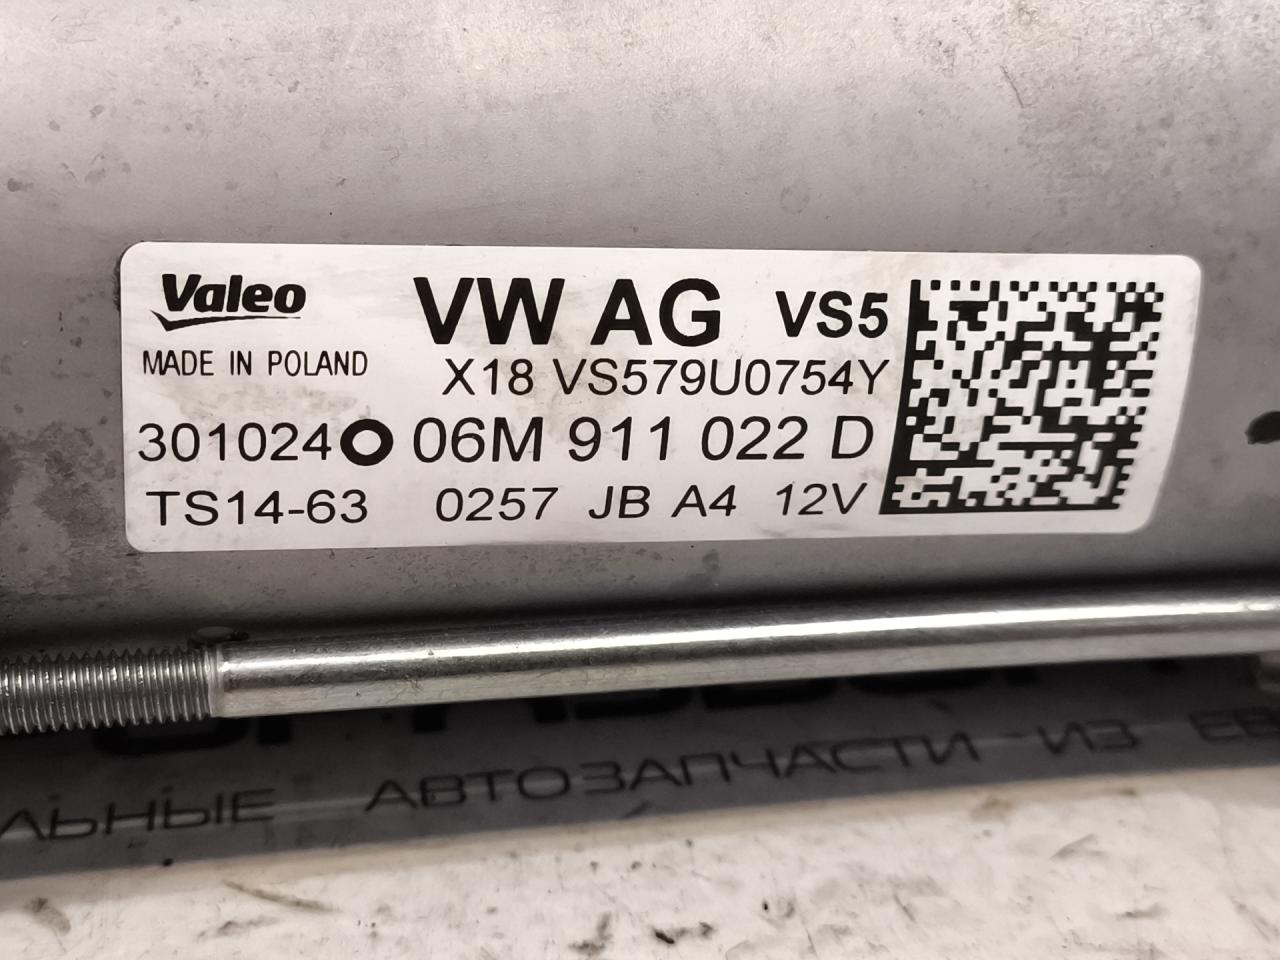 Valeo VW AG VS5
MADE IN POLAND X18 VS579U0754Y
301024 06M 911 022 D
TS14-63 0257 JB A4 12V
АВТОЗАПЧАСТИ ИЗ